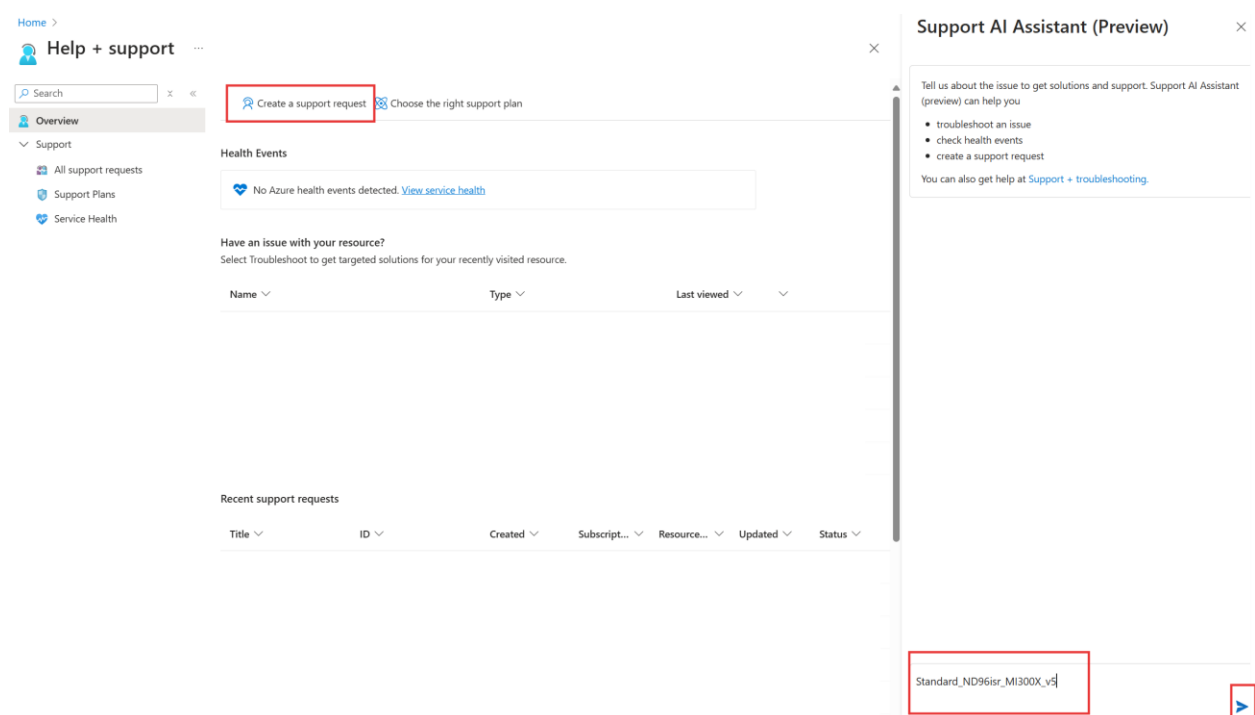 Home >
Help + support ...
Search
Overview
Support
All support requests
Support Plans
Service Health
Create a support request
Choose the right support plan
Health Events
No Azure health events detected. View service health
Have an issue with your resource?
Select Troubleshoot to get targeted solutions for your recently visited resource.
Name Type Last viewed
Recent support requests
Title ID Created Subscript... Resource... Updated Status
Support AI Assistant (Preview)
Tell us about the issue to get solutions and support. Support AI Assistant
(preview) can help you
• troubleshoot an issue
• check health events
• create a support request
You can also get help at Support + troubleshooting.
Standard_ND96isr_MI300X_v5